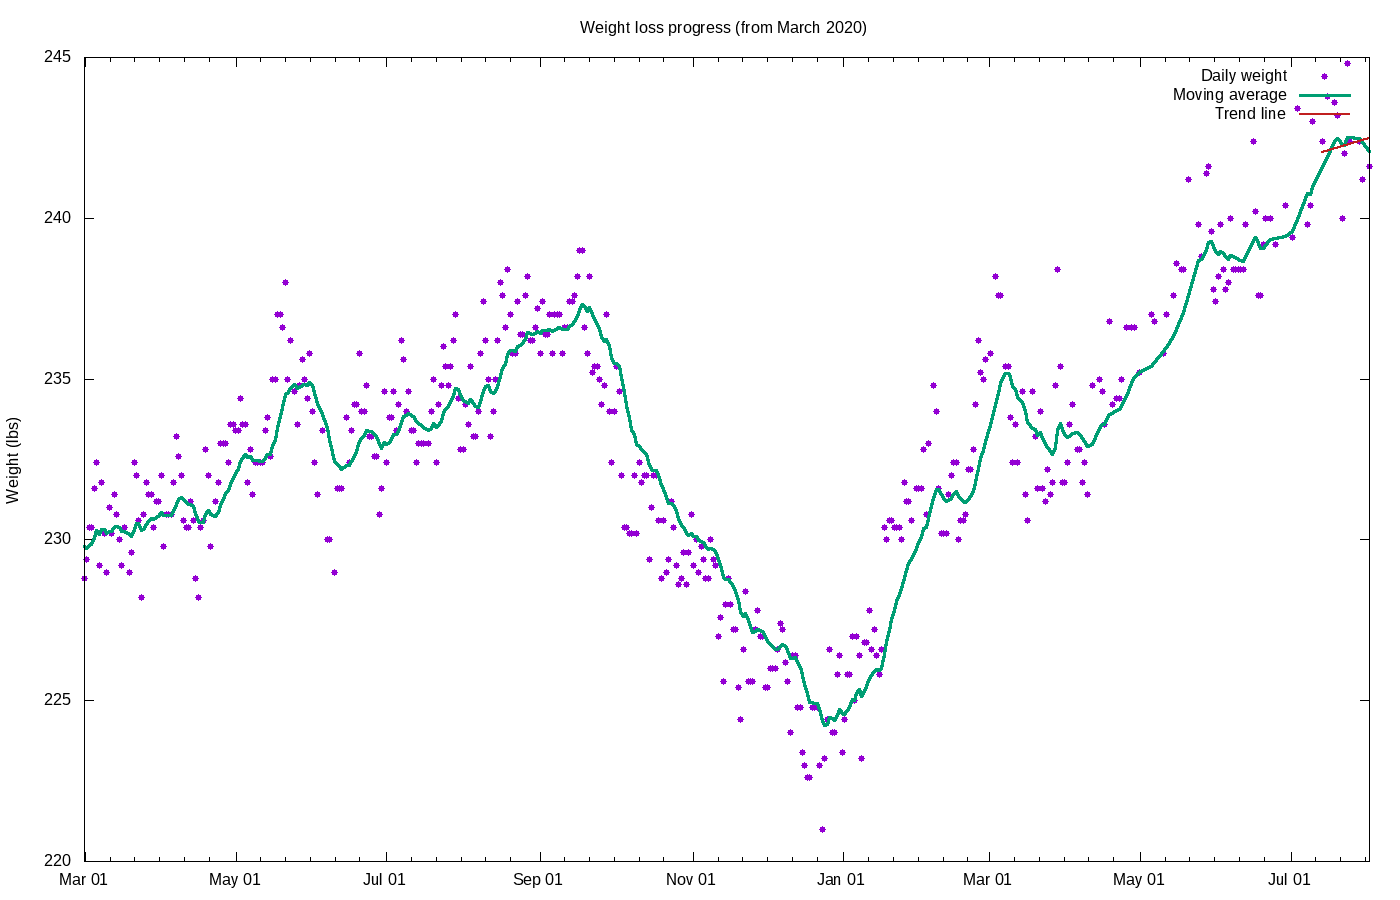 Weight loss progress (from March 2020)
245
240
235
230
225
220
Weight (lbs)
Daily weight
Moving average
Trend line
Mar 01 May 01 Jul 01 Sep 01 Nov 01 Jan 01 Mar 01 May 01 Jul 01